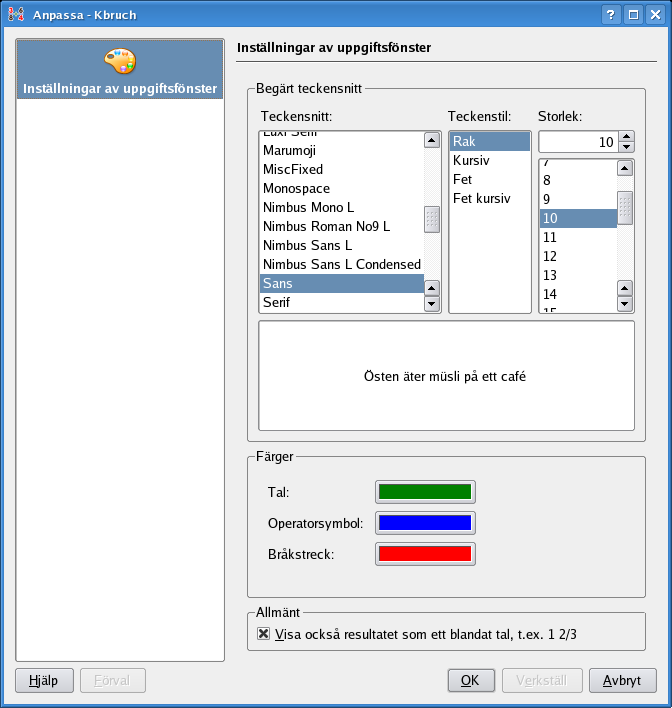 Anpassa - Kbruch
Inställningar av uppgiftsfönster
Inställningar av uppgiftsfönster
Begärt teckensnitt
Teckensnitt:
Teckenstil:
Storlek:
Luxi Serif
Marumoji
MiscFixed
Monospace
Nimbus Mono L
Nimbus Roman No9 L
Nimbus Sans L
Nimbus Sans L Condensed
Sans
Serif
Rak
Kursiv
Fet
Fet kursiv
10
7
8
9
10
11
12
13
14
15
Östen äter müsli på ett café
Färger
Tal:
Operatorsymbol:
Bråkstreck:
Allmänt
Visa också resultatet som ett blandat tal, t.ex. 1 2/3
Hjälp
Förval
OK
Verkställ
Avbryt